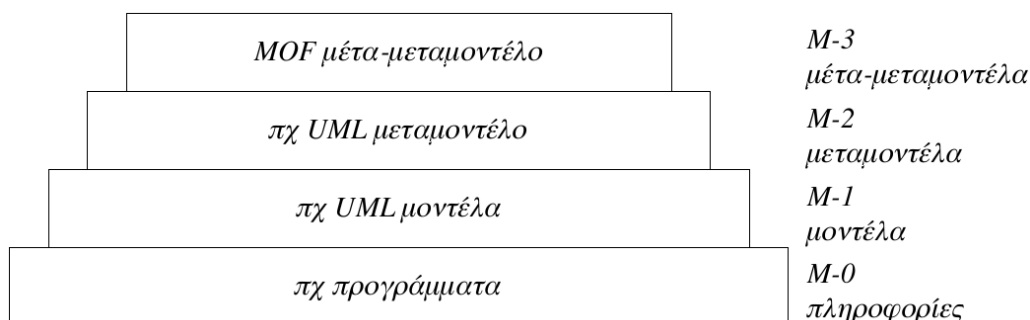 MOF μέτα-μεταμοντέλο
M-3
μέτα-μεταμοντέλα
πχ UML μεταμοντέλο
M-2
μεταμοντέλα
πχ UML μοντέλα
M-1
μοντέλα
πχ προγράμματα
M-0
πληροφορίες